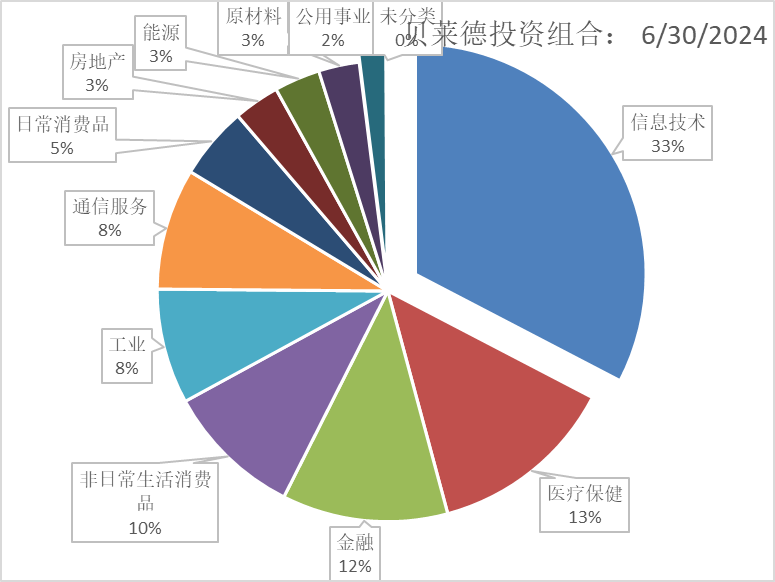 贝莱德投资组合： 6/30/2024
信息技术
33%
医疗保健
13%
金融
12%
非日常生活消费
品
10%
工业
8%
通信服务
8%
日常消费品
5%
房地产
3%
能源
3%
原材料
3%
公用事业
2%
未分类
0%